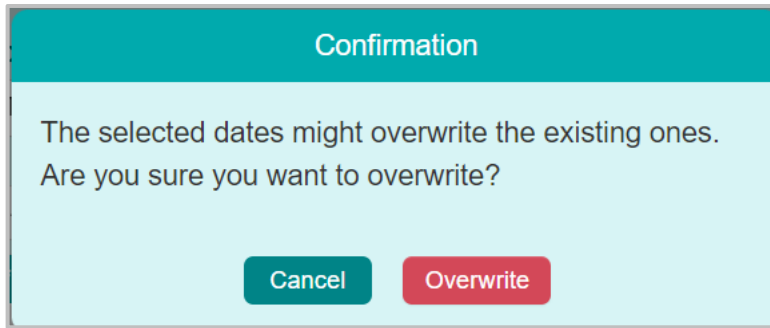 Confirmation
The selected dates might overwrite the existing ones.
Are you sure you want to overwrite?
Cancel Overwrite